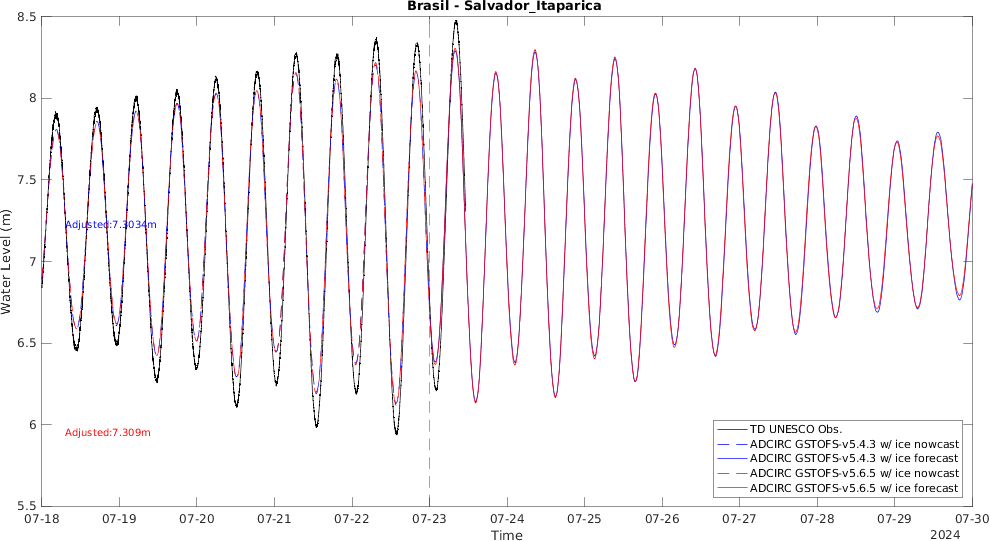 Brasil - Salvador_Itaparica
8.5
8
7.5
7
6.5
6
5.5
Water Level (m)
Adjusted:7.3034m
Adjusted:7.309m
TD UNESCO Obs.
ADCIRC GSTOFS-v5.4.3 w/ ice nowcast
ADCIRC GSTOFS-v5.4.3 w/ ice forecast
ADCIRC GSTOFS-v5.6.5 w/ ice nowcast
ADCIRC GSTOFS-v5.6.5 w/ ice forecast
07-18 07-19 07-20 07-21 07-22 07-23 07-24 07-25 07-26 07-27 07-28 07-29 07-30
Time
2024